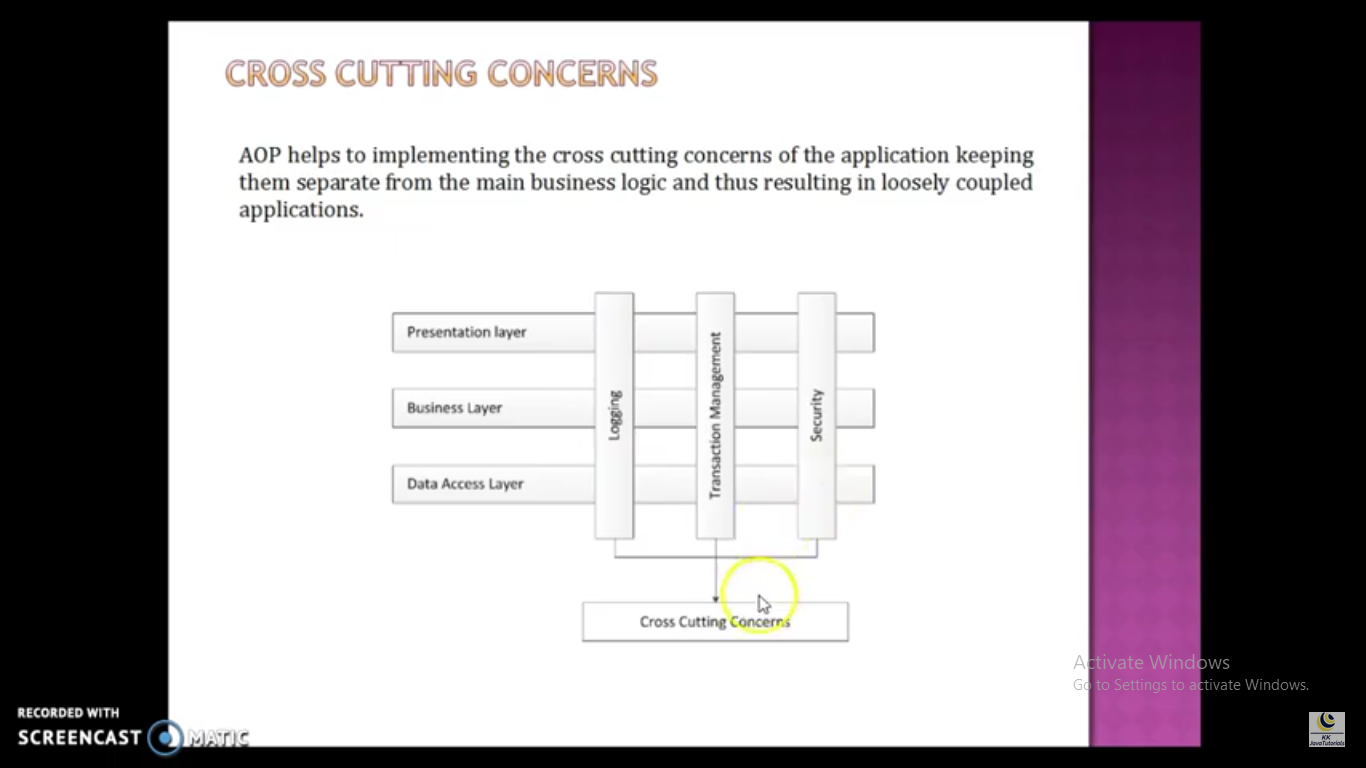 CROSS CUTTING CONCERNS
AOP helps to implementing the cross cutting concerns of the application keeping
them separate from the main business logic and thus resulting in loosely coupled
applications.
Presentation layer
Business Layer
Data Access Layer
Logging
Transaction Management
Security
Cross Cutting Concerns
Activate Windows
Go to Settings to activate Windows.
RECORDED WITH
SCREENCAST MATIC
KK
JavaTutorials